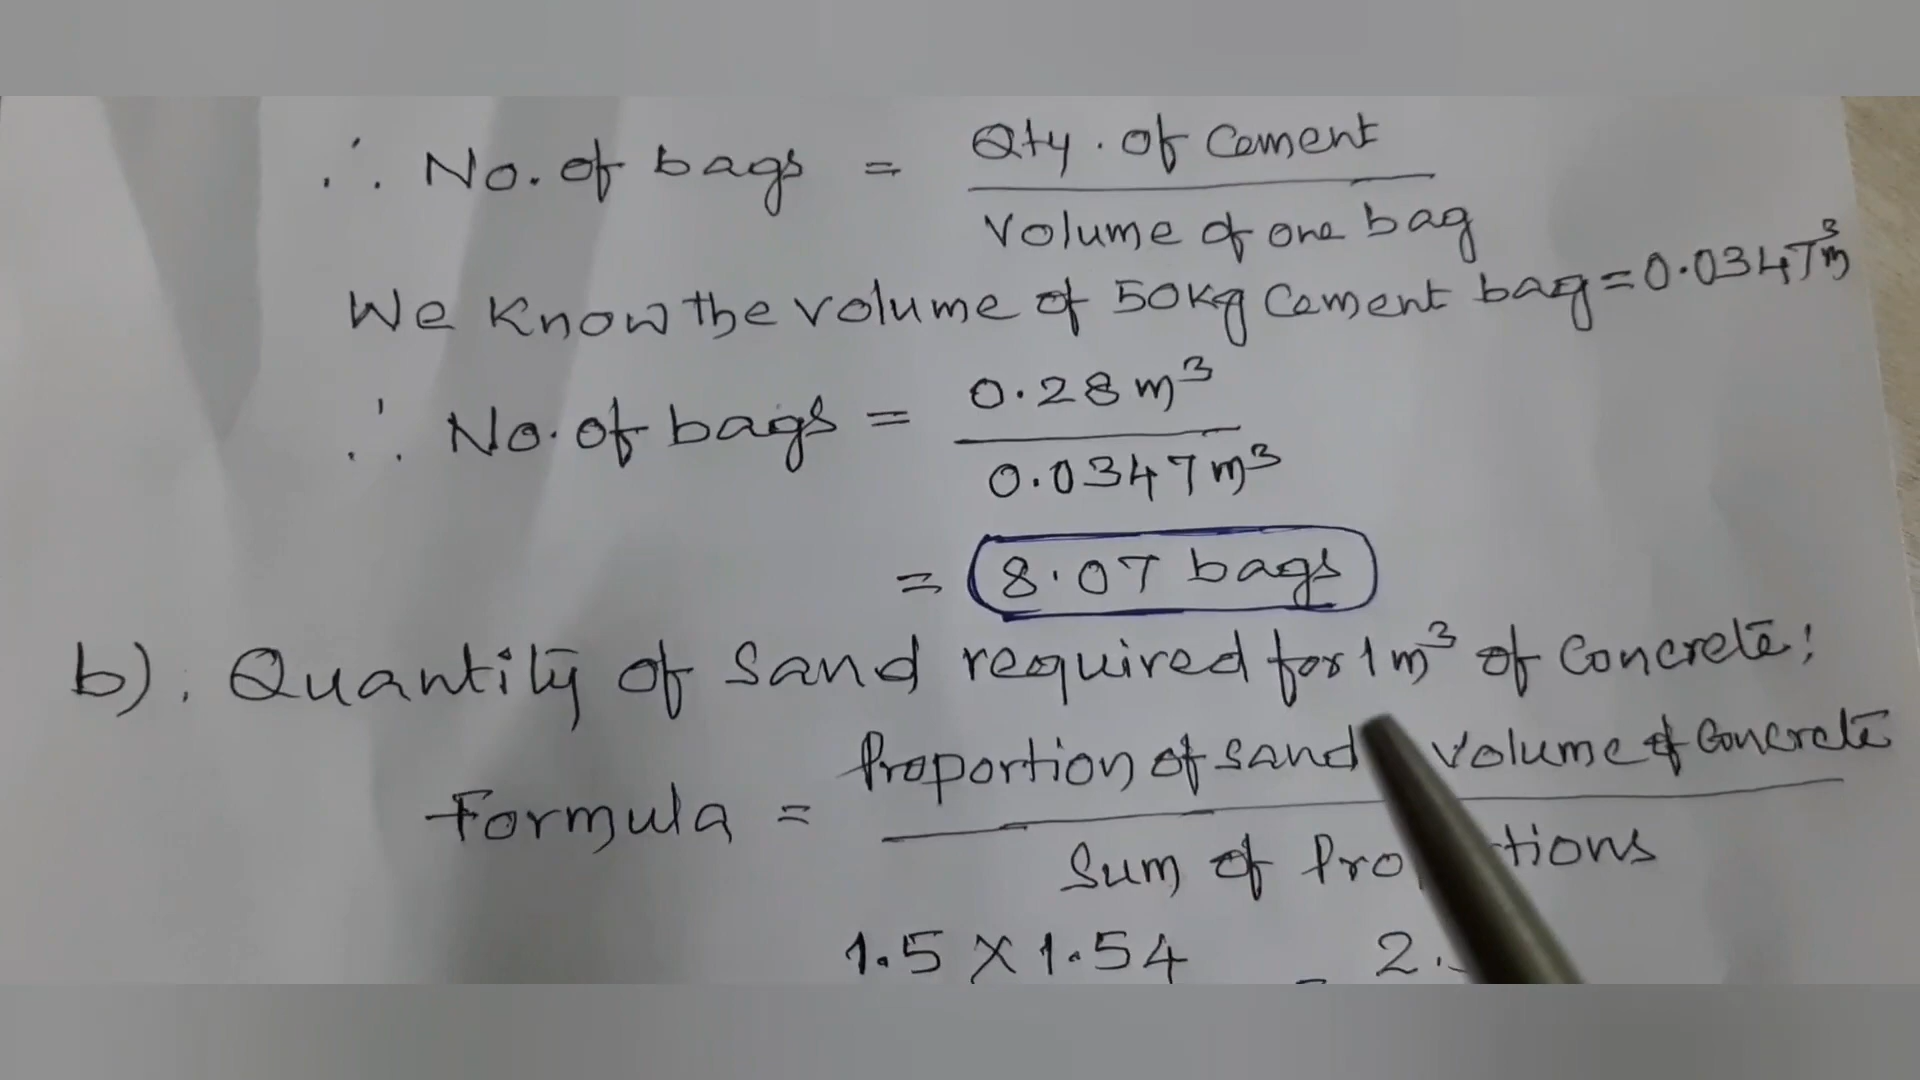 ∴ No. of bags = Qty. of Cement
Volume of one bag
We know the volume of 50kg Cement bag = 0.0347m³
∴ No. of bags = 0.28 m³
0.0347 m³
= 8.07 bags
b). Quantity of sand required for 1 m³ of concrete:
Formula = Proportion of sand Volume of Concrete
Sum of
1.5 × 1.54